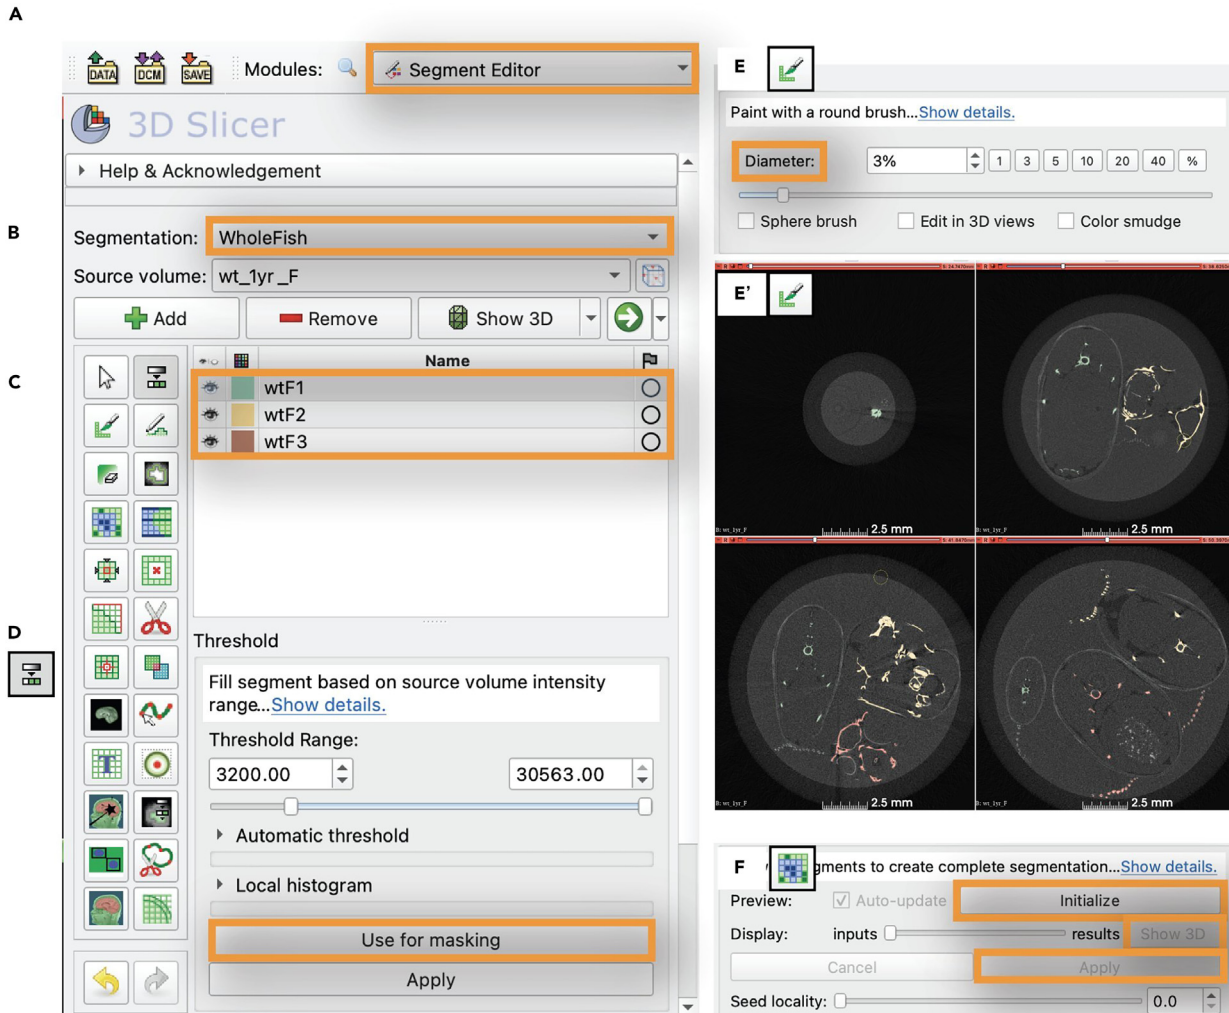 A
DATA
DCM
SAVE
Modules:
Segment Editor
3D Slicer
Help & Acknowledgement
B
Segmentation:
WholeFish
Source volume:
wt_1yr _F
Add
Remove
Show 3D
C
Name
wtF1
wtF2
wtF3
D
Threshold
Fill segment based on source volume intensity
range...Show details.
Threshold Range:
3200.00
30563.00
Automatic threshold
Local histogram
Use for masking
Apply
E
Paint with a round brush...Show details.
Diameter:
3%
1
3
5
10
20
40
%
Sphere brush
Edit in 3D views
Color smudge
E'
B: wt_1yr_F
2.5 mm
B: wt_1yr_F
2.5 mm
B: wt_1yr_F
2.5 mm
B: wt_1yr_F
2.5 mm
F
gments to create complete segmentation...Show details.
Preview:
Auto-update
Initialize
Display:
inputs
results
Show 3D
Cancel
Apply
Seed locality:
0.0